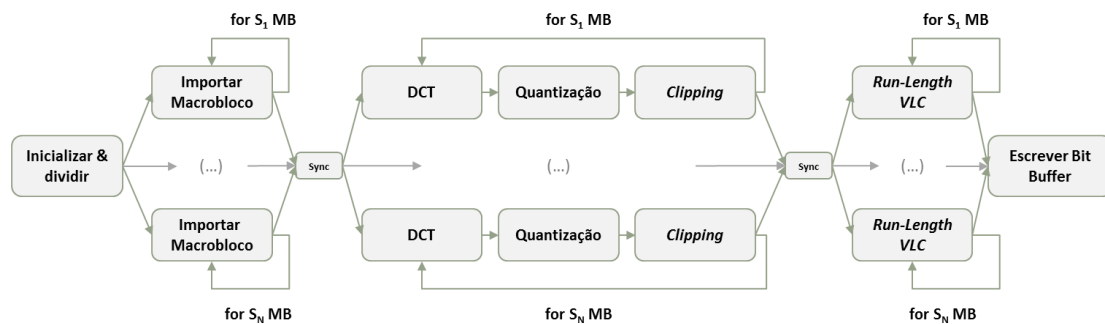 for S₁ MB
for S₁ MB
for S₁ MB
Importar
Macrobloco
DCT
Quantização
Clipping
Run-Length
VLC
Inicializar &
dividir
(...)
Sync
(...)
Sync
(...)
Escrever Bit
Buffer
Importar
Macrobloco
DCT
Quantização
Clipping
Run-Length
VLC
for Sₙ MB
for Sₙ MB
for Sₙ MB